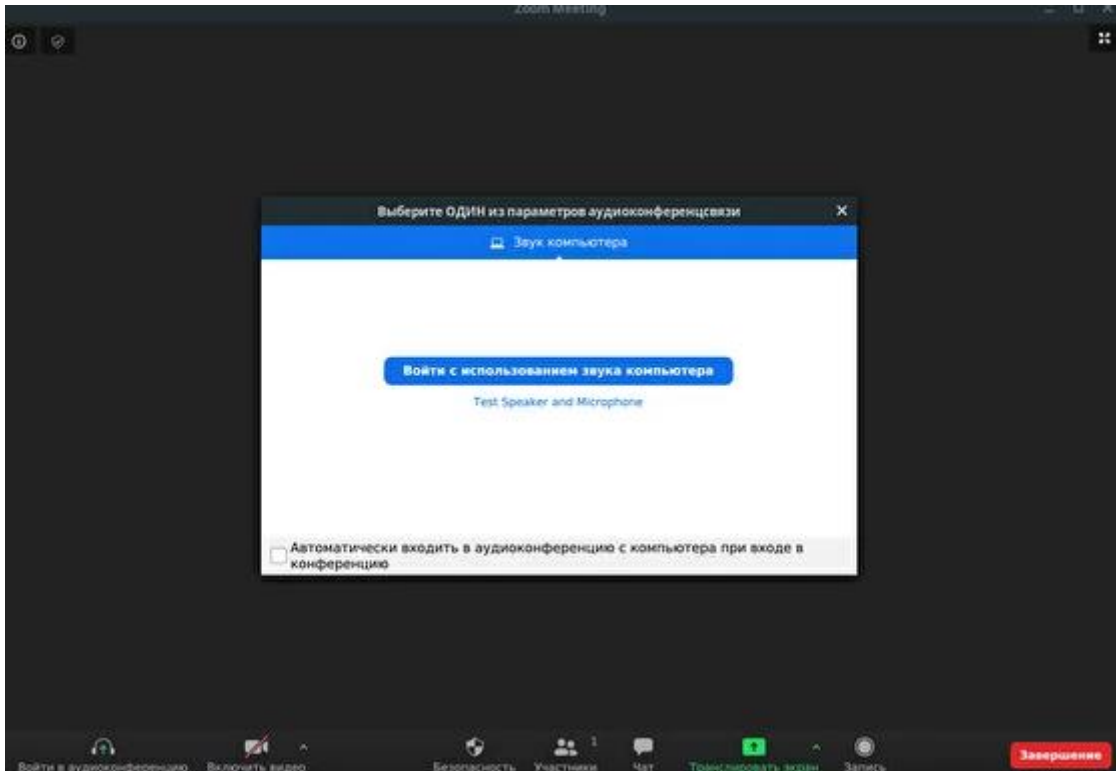 Zoom Meeting
Выберите ОДИН из параметров аудиоконференцсвязи
Звук компьютера
Войти с использованием звука компьютера
Test Speaker and Microphone
Автоматически входить в аудиоконференцию с компьютера при входе в
конференцию
1
Войти в аудиоконференцию
Включить видео
Безопасность
Участники
Чат
Транслировать экран
Запись
Завершение